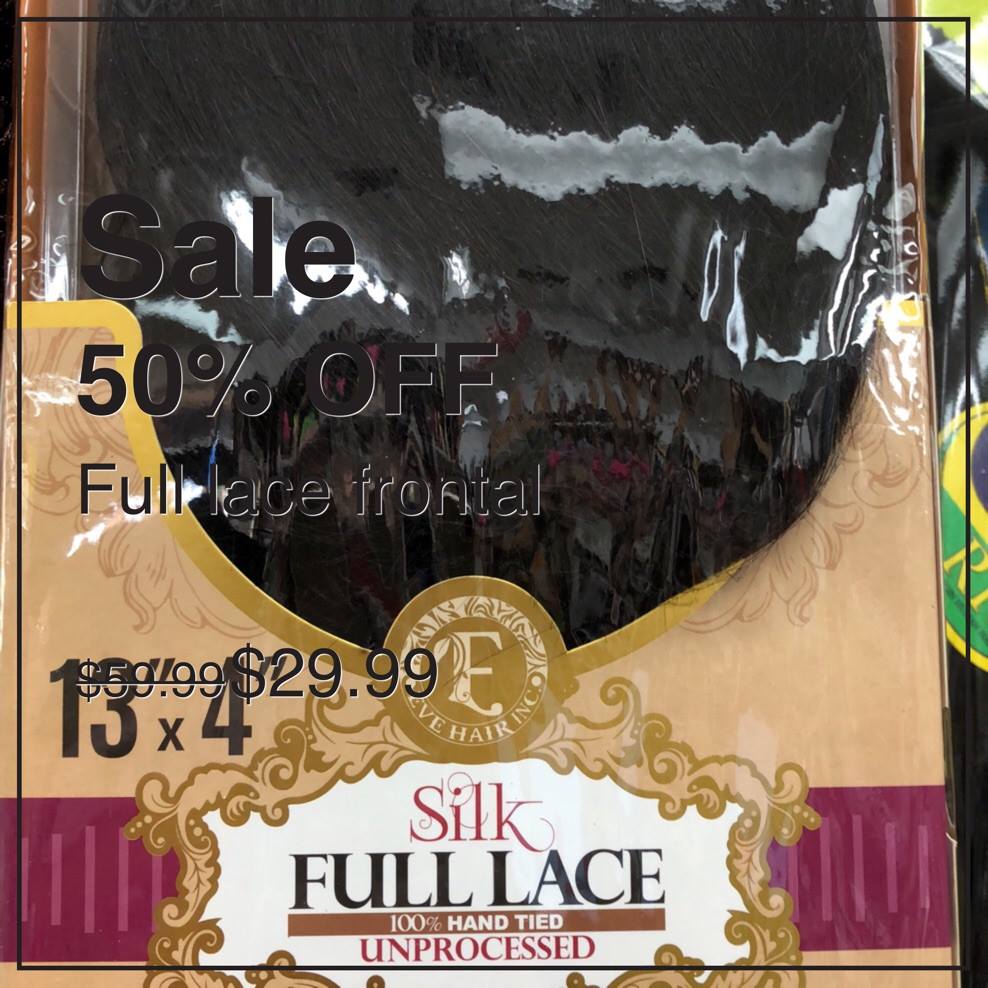 Sale
50% OFF
Full lace frontal
$59.99 $29.99
13" x 4"
E
EVE HAIR INC.
Silk
FULL LACE
100% HAND TIED
UNPROCESSED